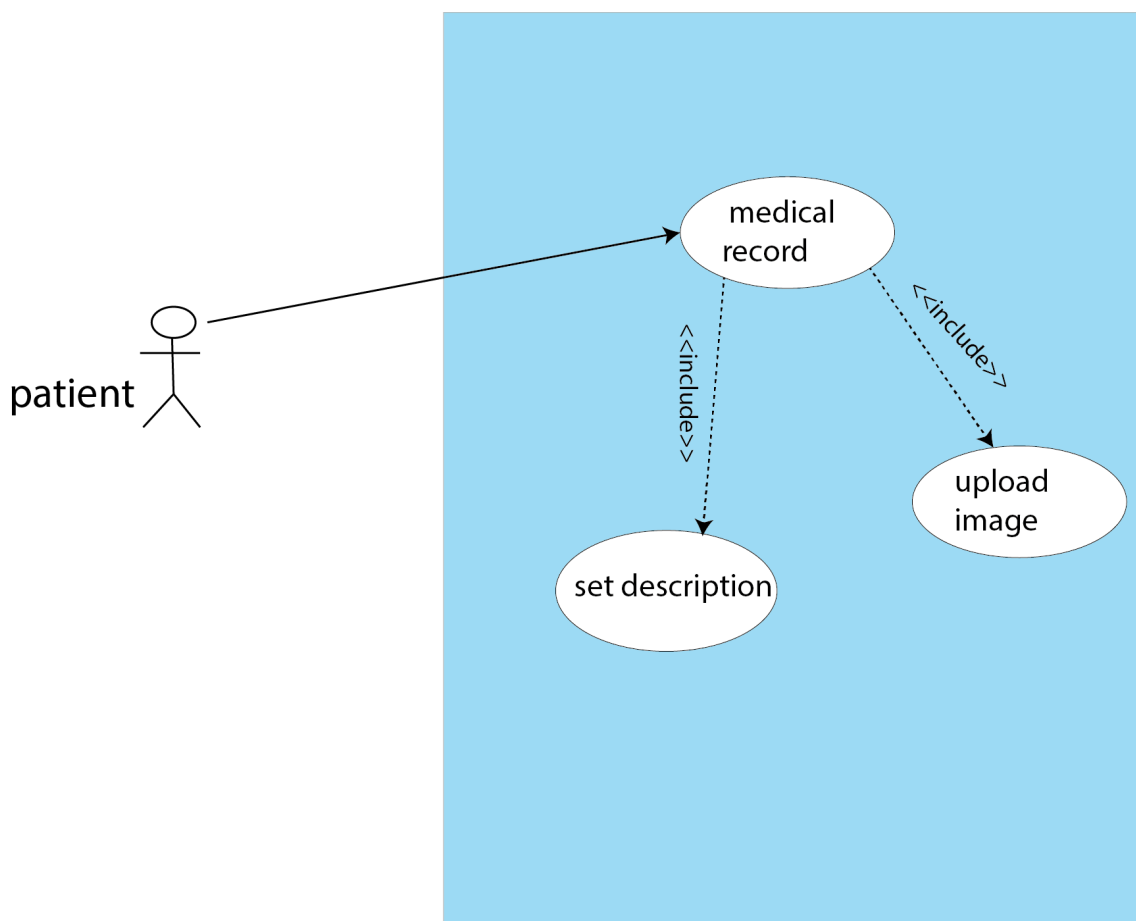 medical
record
<<include>>
<<include>>
patient
upload
image
set description